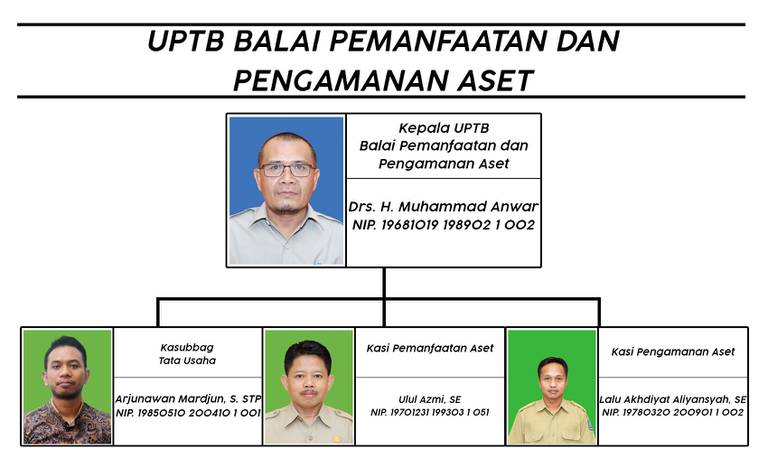 UPTB BALAI PEMANFAATAN DAN
PENGAMANAN ASET
Kepala UPTB
Balai Pemanfaatan dan
Pengamanan Aset
Drs. H. Muhammad Anwar
NIP. 19681019 198902 1 002
Kasubbag
Tata Usaha
Arjunawan Mardjun, S. STP
NIP. 19850510 200410 1 001
Kasi Pemanfaatan Aset
Ulul Azmi, SE
NIP. 19701231 199303 1 051
Kasi Pengamanan Aset
Lalu Akhdiyat Aliyansyah, SE
NIP. 19780320 200901 1 002